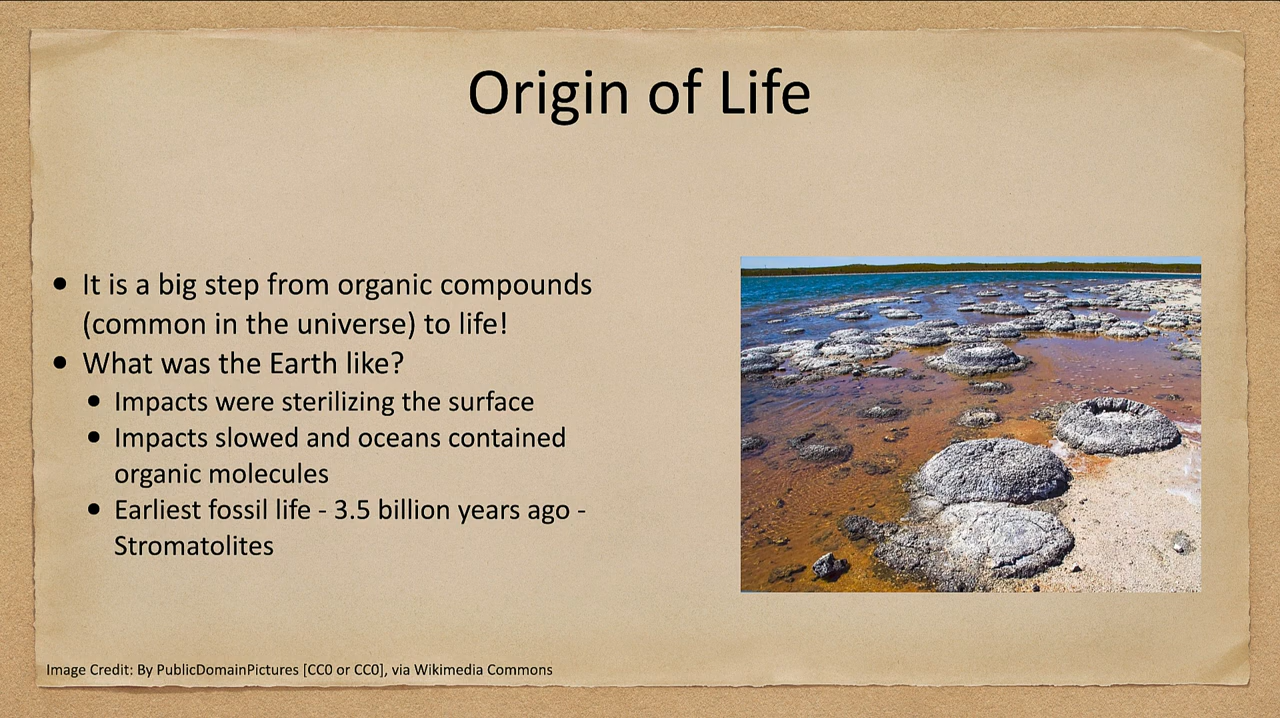 Origin of Life
• It is a big step from organic compounds
(common in the universe) to life!
• What was the Earth like?
• Impacts were sterilizing the surface
• Impacts slowed and oceans contained
organic molecules
• Earliest fossil life - 3.5 billion years ago -
Stromatolites
Image Credit: By PublicDomainPictures [CC0 or CC0], via Wikimedia Commons